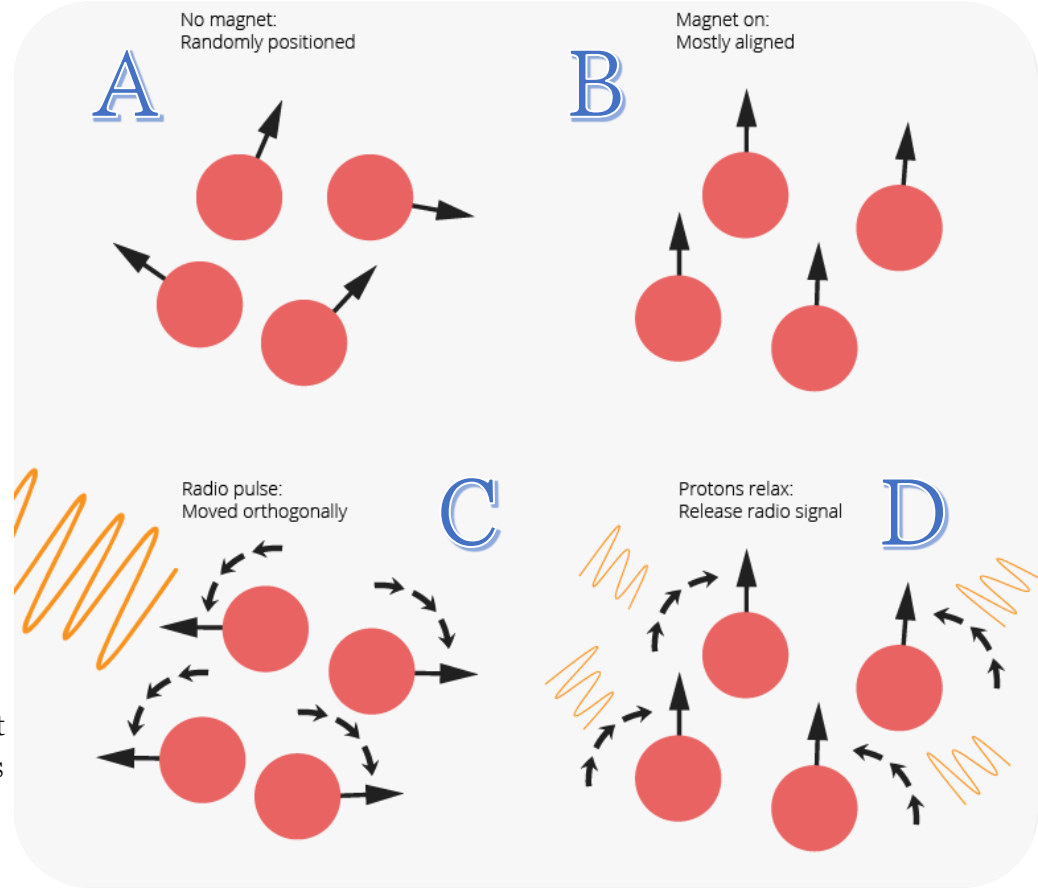 No magnet:
Randomly positioned
A
Magnet on:
Mostly aligned
B
Radio pulse:
Moved orthogonally
C
Protons relax:
Release radio signal
D
t
s